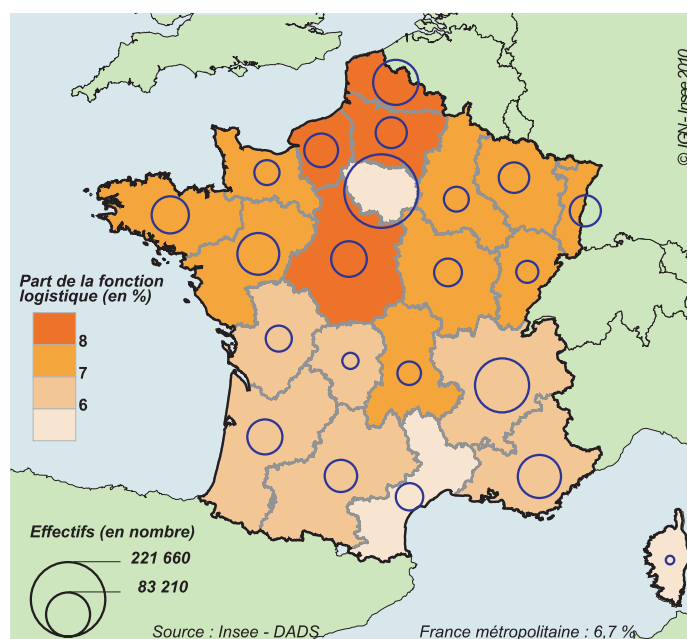 © IGN - Insee 2010
Part de la fonction
logistique (en %)
8
7
6
Effectifs (en nombre)
221 660
83 210
Source : Insee - DADS
France métropolitaine : 6,7 %